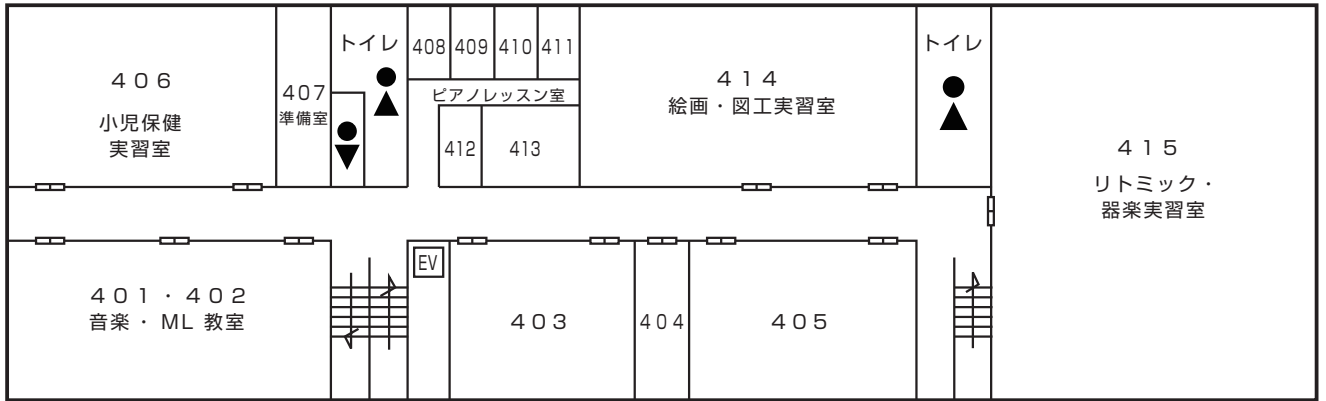 ４０６
小児保健
実習室
407
準備室
トイレ
408
409
410
411
ピアノレッスン室
412
413
４１４
絵画・図工実習室
トイレ
４１５
リトミック・
器楽実習室
４０１・４０２
音楽・ML 教室
EV
４０３
４０４
４０５